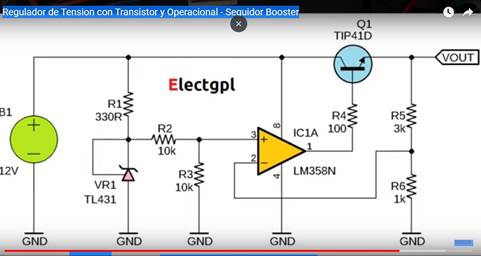 Regulador de Tension con Transistor y Operacional - Seguidor Booster
Q1
TIP41D
VOUT
Electgpl
R1
330R
B1
12V
R2
10k
R3
10k
VR1
TL431
8
3
2
1
4
IC1A
LM358N
R4
100
R5
3k
R6
1k
GND
GND
GND
GND
GND